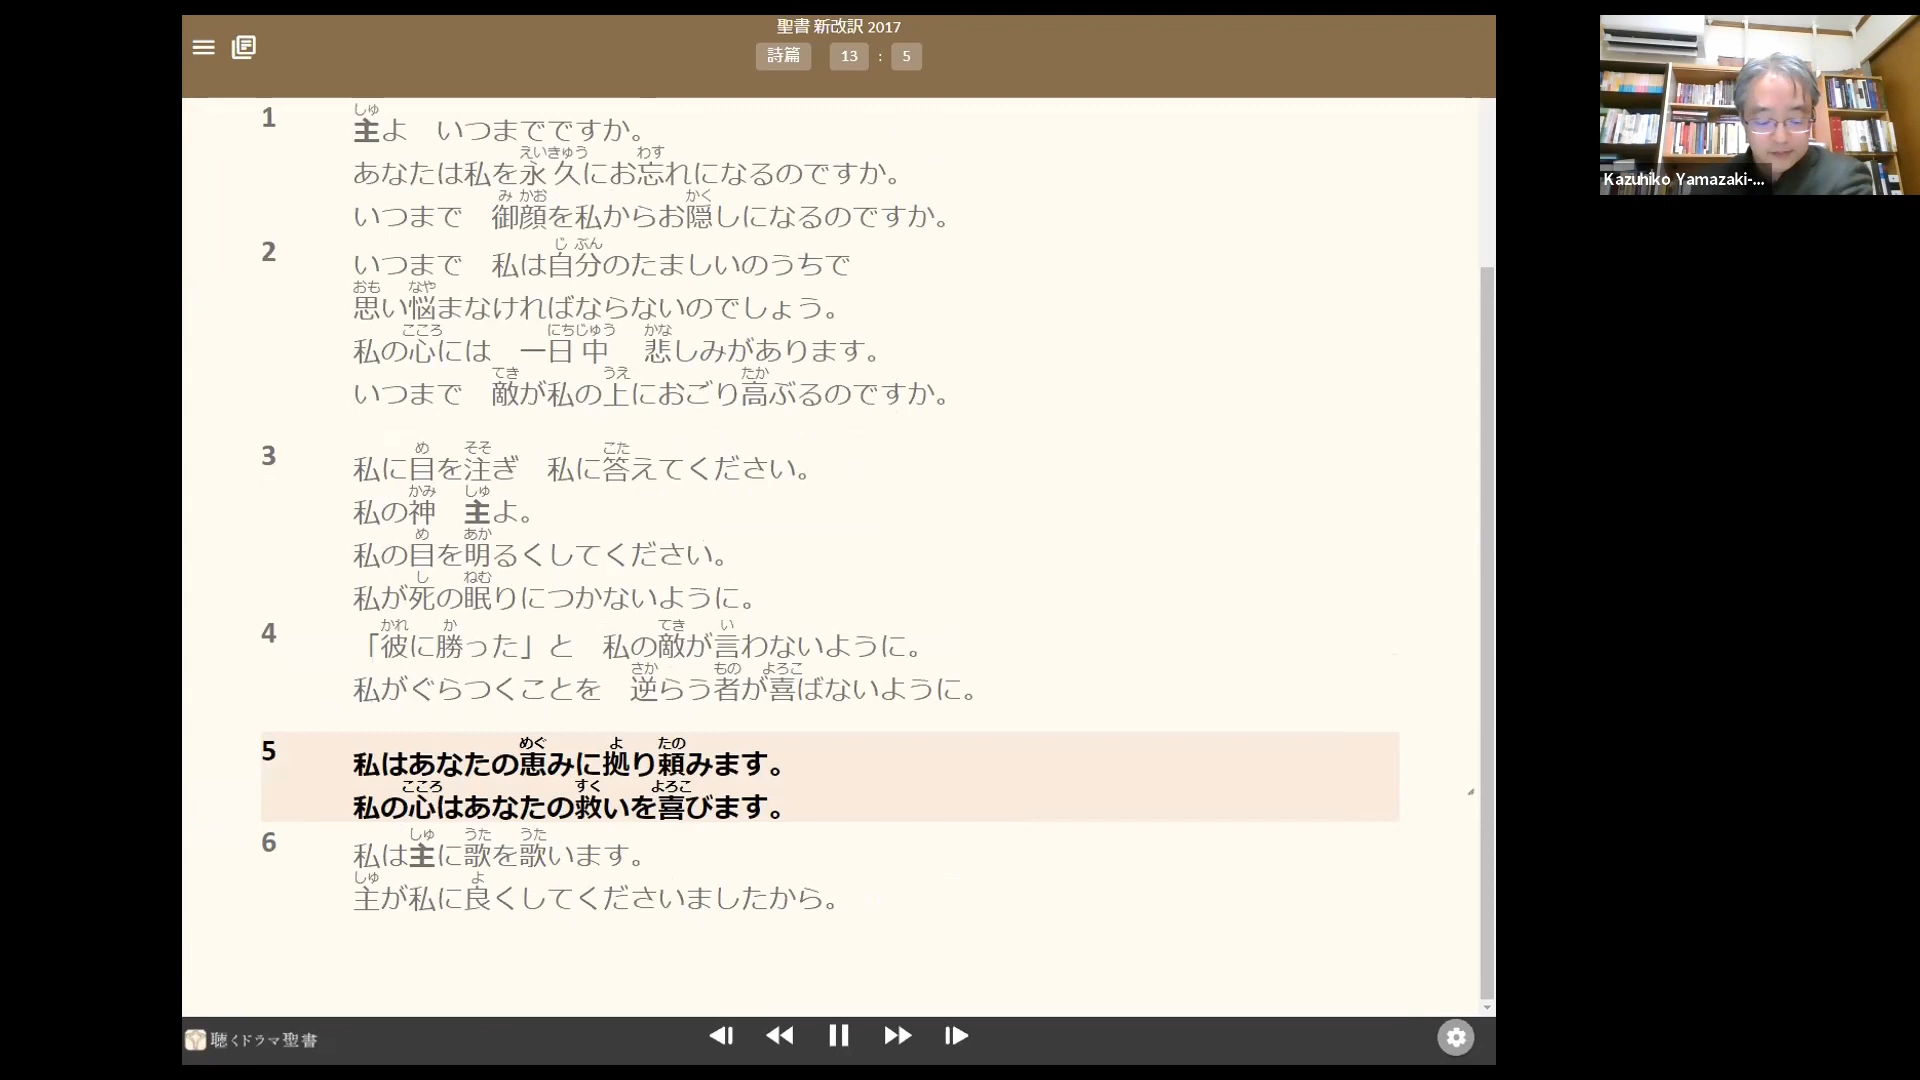 聖書 新改訳 2017
詩篇 13 : 5
1 主よ　いつまでですか。
あなたは私を永久にお忘れになるのですか。
いつまで　御顔を私からお隠しになるのですか。
2 いつまで　私は自分のたましいのうちで
思い悩まなければならないのでしょう。
私の心には　一日中　悲しみがあります。
いつまで　敵が私の上におごり高ぶるのですか。
3 私に目を注ぎ　私に答えてください。
私の神　主よ。
私の目を明るくしてください。
私が死の眠りにつかないように。
4 「彼に勝った」と　私の敵が言わないように。
私がぐらつくことを　逆らう者が喜ばないように。
5 私はあなたの恵みに拠り頼みます。
私の心はあなたの救いを喜びます。
6 私は主に歌を歌います。
主が私に良くしてくださいましたから。
聴くドラマ聖書
Kazuhiko Yamazaki-...